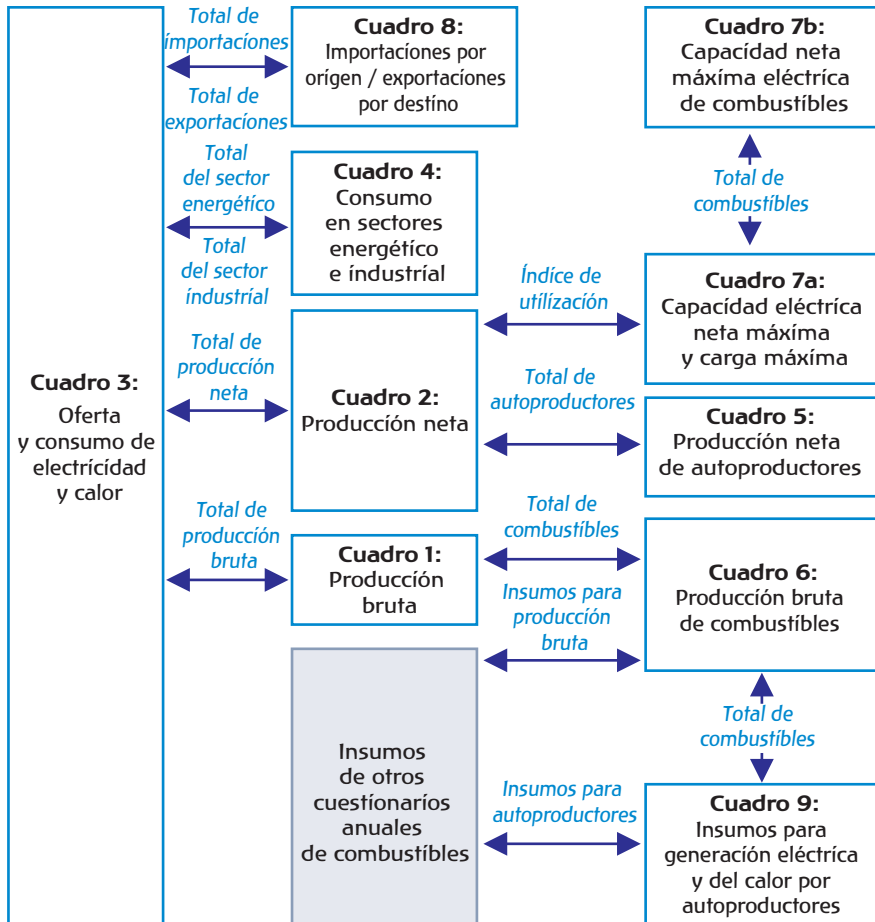 Cuadro 3:
Oferta
y consumo de
electricidad
y calor
Total de
importaciones
Total de
exportaciones
Cuadro 8:
Importaciones por
origen / exportaciones
por destino
Total
del sector
energético
Total
del sector
industrial
Cuadro 4:
Consumo
en sectores
energético
e industrial
Total de
producción
neta
Cuadro 2:
Producción neta
Total de
producción
bruta
Cuadro 1:
Producción
bruta
Insumos
de otros
cuestionarios
anuales
de combustibles
Cuadro 7b:
Capacidad neta
máxima eléctrica
de combustibles
Total de
combustibles
Índice de
utilización
Cuadro 7a:
Capacidad eléctrica
neta máxima
y carga máxima
Total de
autoproductores
Cuadro 5:
Producción neta
de autoproductores
Total de
combustibles
Insumos para
producción
bruta
Cuadro 6:
Producción bruta
de combustibles
Total de
combustibles
Insumos para
autoproductores
Cuadro 9:
Insumos para
generación eléctrica
y del calor por
autoproductores